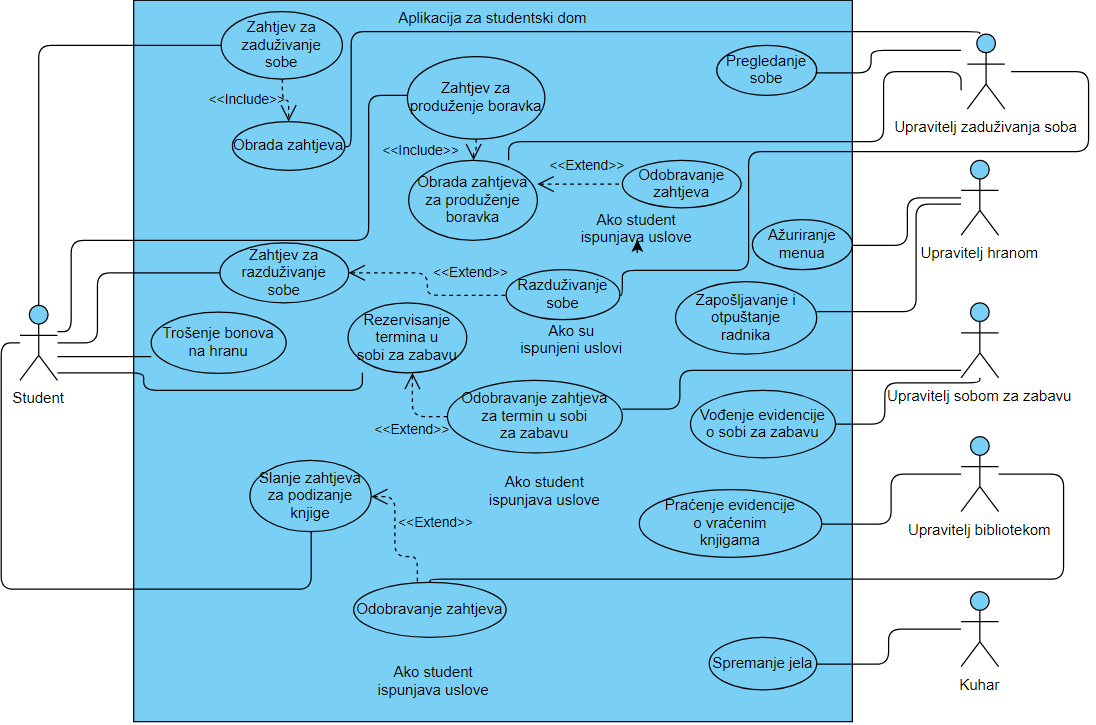 Aplikacija za studentski dom
Zahtjev za
zaduživanje
sobe
<<Include>>
Obrada zahtjeva
Zahtjev za
produženje boravka
<<Include>>
Obrada zahtjeva
za produženje
boravka
<<Extend>>
Odobravanje
zahtjeva
Ako student
ispunjava uslove
Pregledanje
sobe
Upravitelj zaduživanja soba
Ažuriranje
menua
Upravitelj hranom
Zahtjev za
razduživanje
sobe
<<Extend>>
Razduživanje
sobe
Ako su
ispunjeni uslovi
Zapošljavanje i
otpuštanje
radnika
Student
Trošenje bonova
na hranu
Rezervisanje
termina u
sobi za zabavu
<<Extend>>
Odobravanje zahtjeva
za termin u sobi
za zabavu
Ako student
ispunjava uslove
Upravitelj sobom za zabavu
Vođenje evidencije
o sobi za zabavu
Slanje zahtjeva
za podizanje
knjige
<<Extend>>
Odobravanje zahtjeva
Ako student
ispunjava uslove
Praćenje evidencije
o vraćenim
knjigama
Upravitelj bibliotekom
Spremanje jela
Kuhar